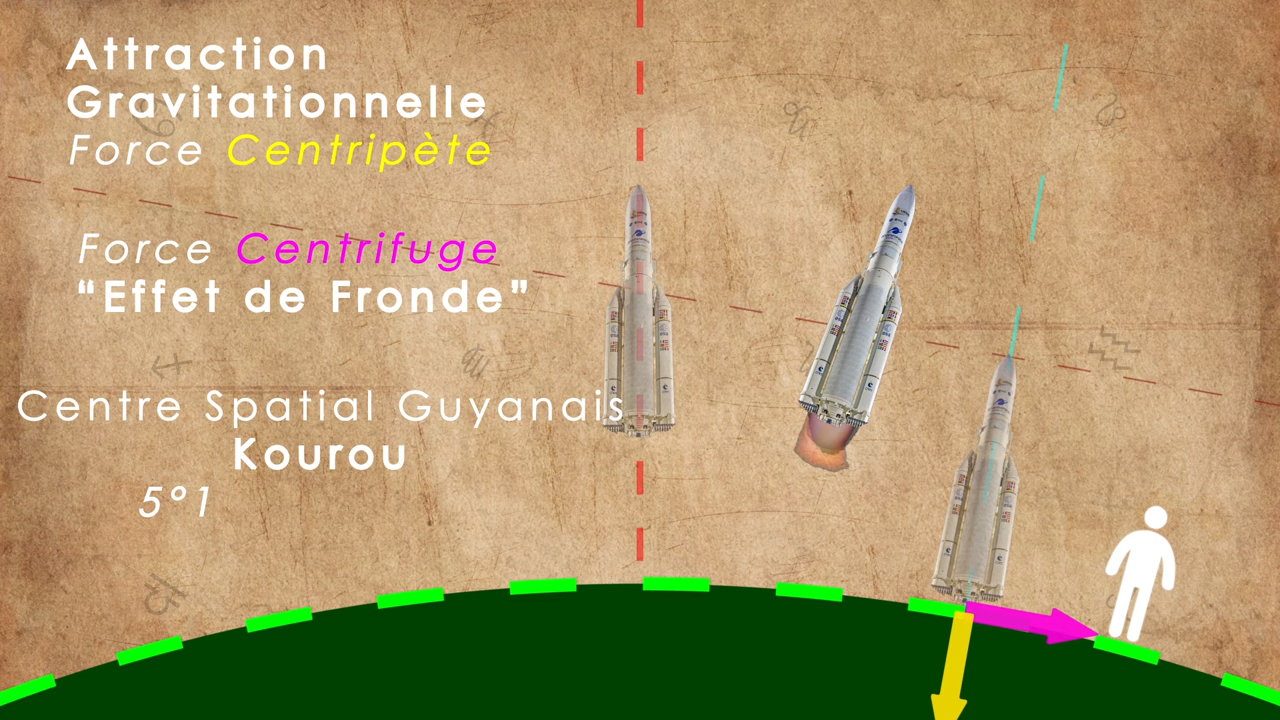 Attraction
Gravitationnelle
Force Centripète
Force Centrifuge
“Effet de Fronde”
Centre Spatial Guyanais
Kourou
5°1